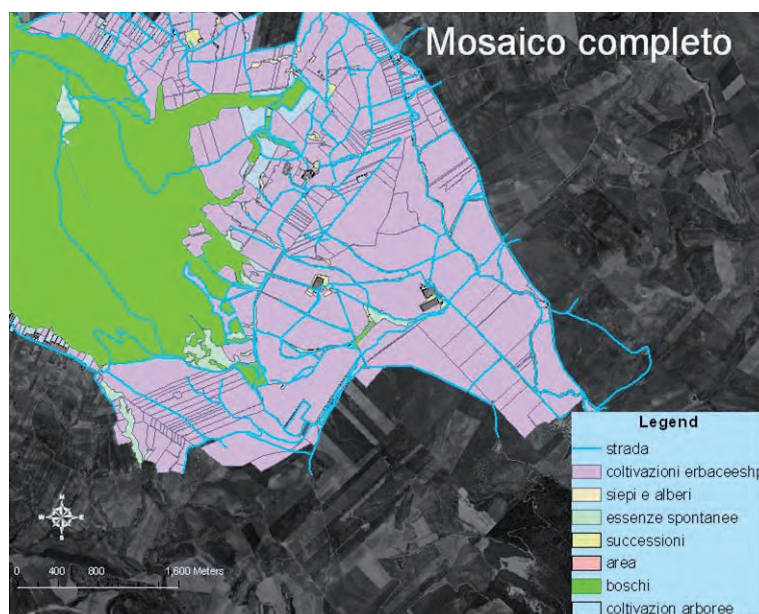 Mosaico completo
Legend
strada
coltivazioni erbaceeshp
siepi e alberi
essenze spontanee
successioni
area
boschi
coltivazion arboree
N
W E
S
0 400 800 1,600 Meters